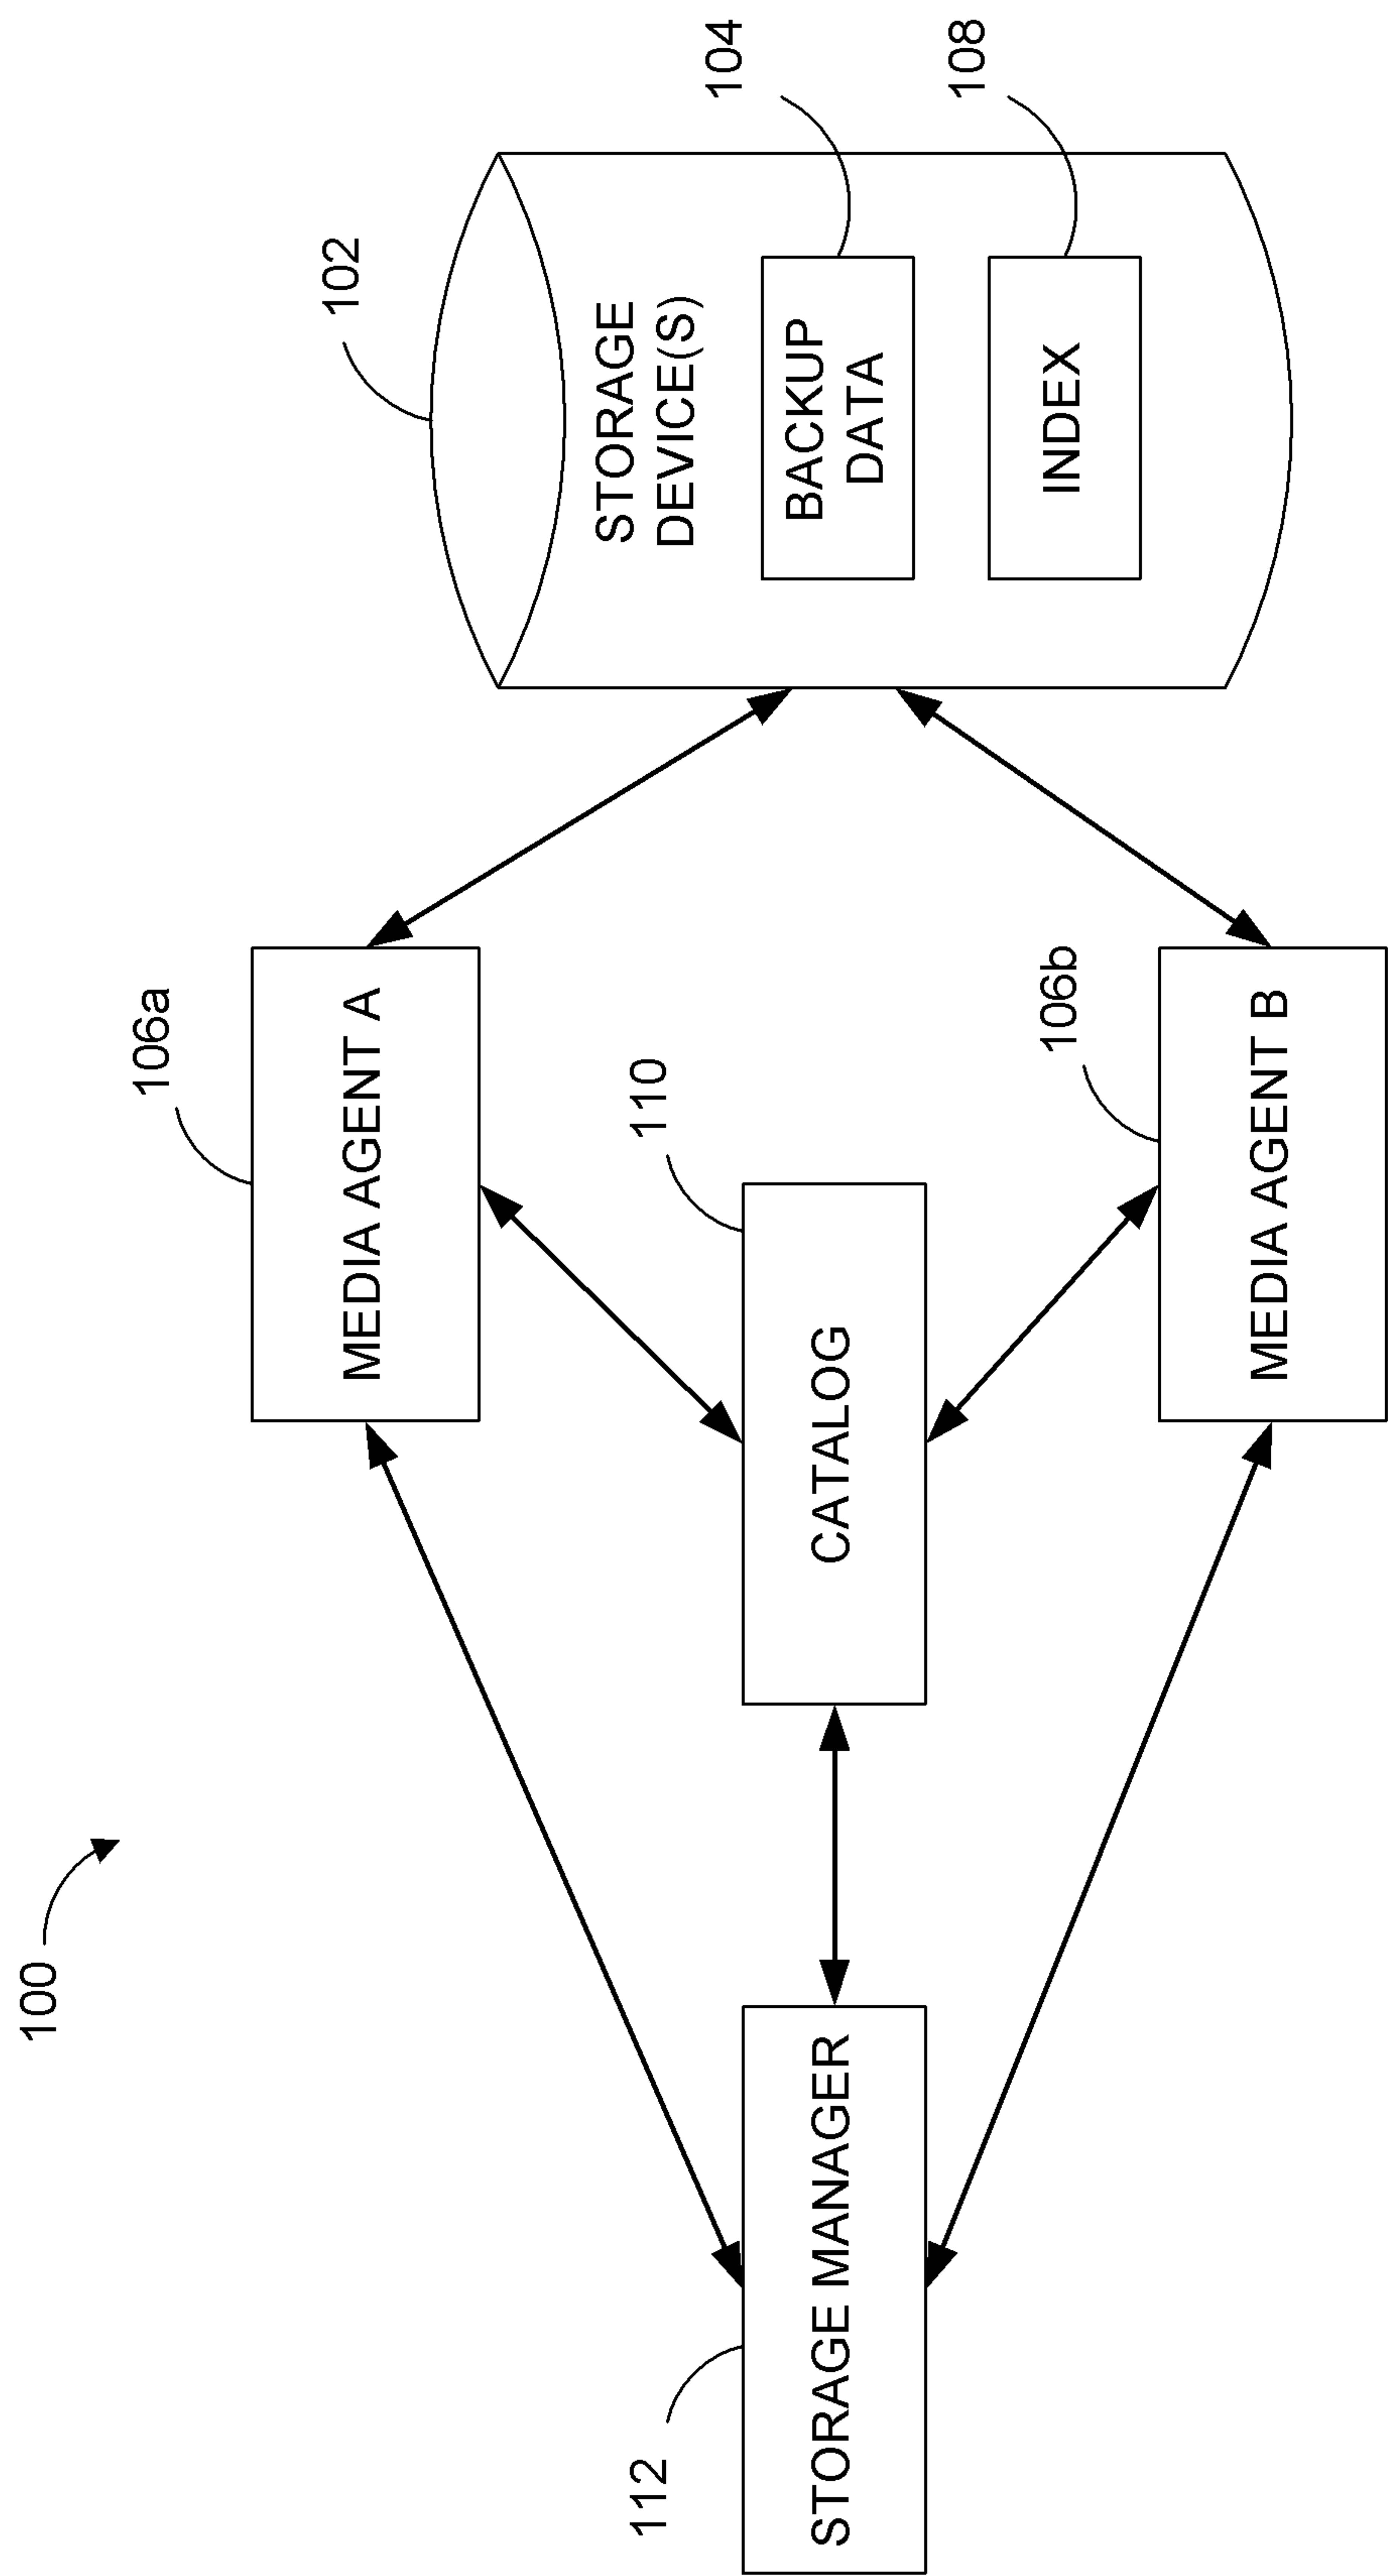 100
102
104
108
STORAGE
DEVICE(S)
BACKUP
DATA
INDEX
106a
MEDIA AGENT A
110
CATALOG
106b
MEDIA AGENT B
112
STORAGE MANAGER